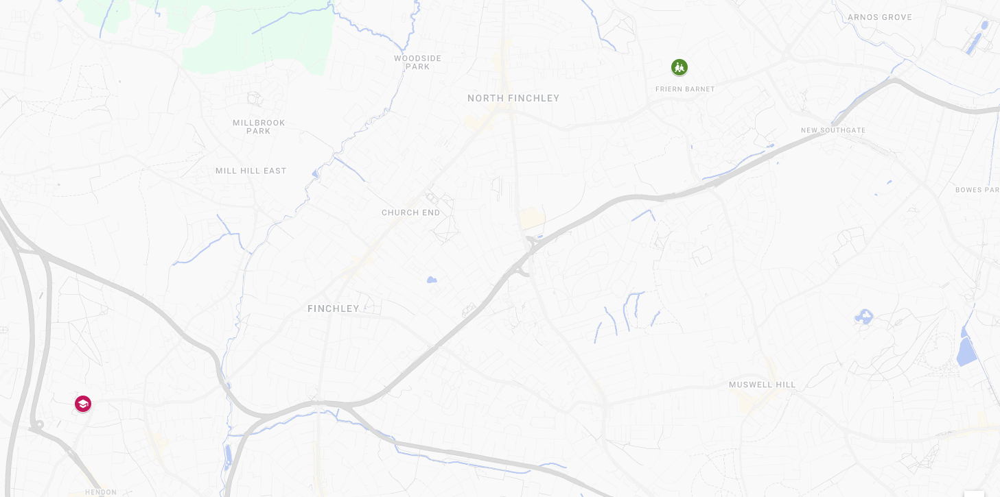 ARNOS GROVE
WOODSIDE
PARK
FRIERN BARNET
NORTH FINCHLEY
MILLBROOK
PARK
NEW SOUTHGATE
MILL HILL EAST
BOWES PAR
CHURCH END
FINCHLEY
MUSWELL HILL
HENDON